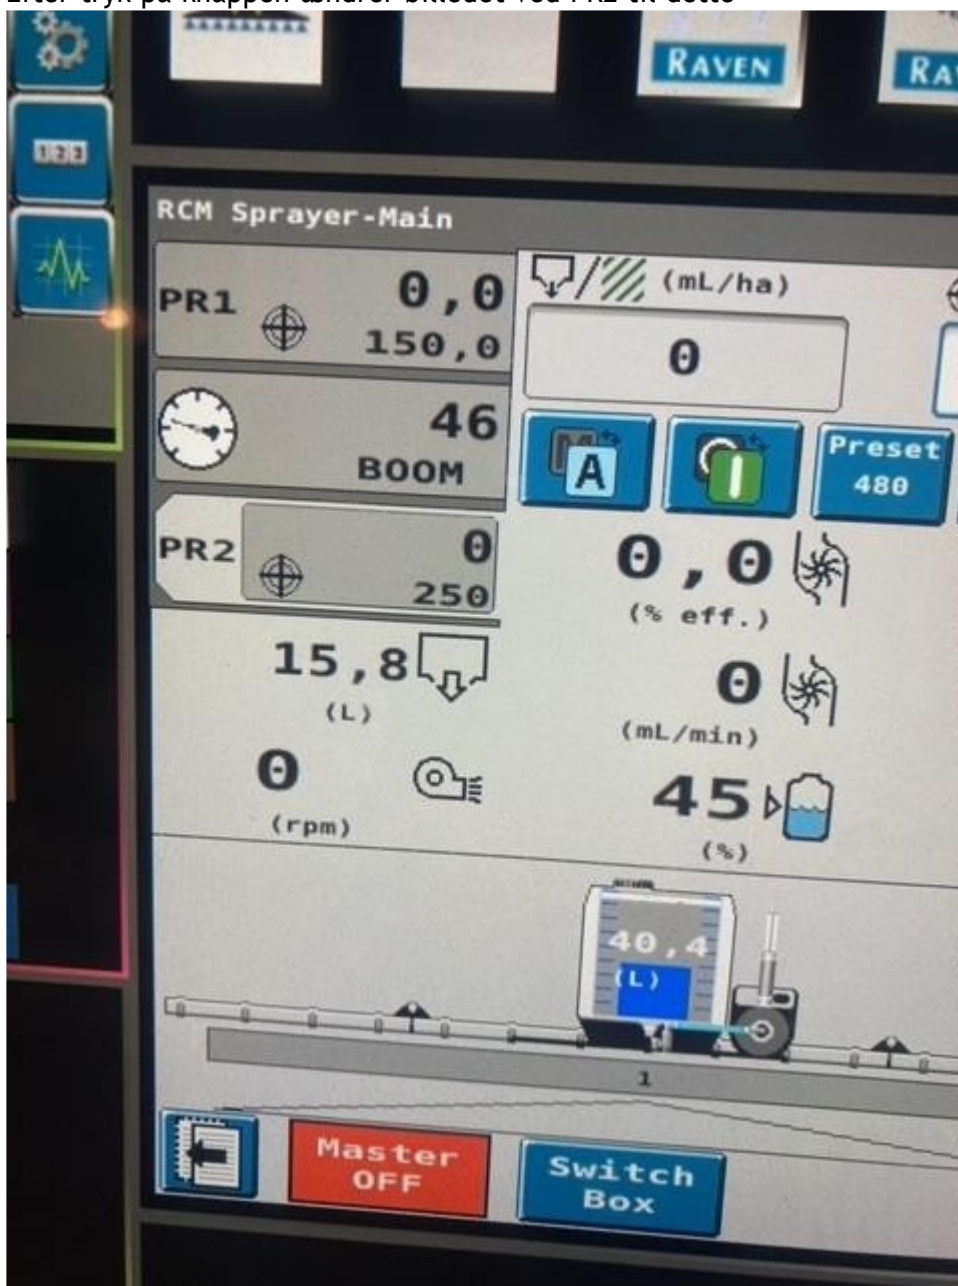 Efter tryk på knappen ændrer billedet ved PR2 til dette
RAVEN
RA
123
RCM Sprayer-Main
PR1
0,0
150,0
(mL/ha)
0
46
BOOM
M
A
Preset
480
PR2
0
250
0,0
(% eff.)
15,8
(L)
0
(mL/min)
0
(rpm)
45
(%)
40,4
(L)
1
Master
OFF
Switch
Box